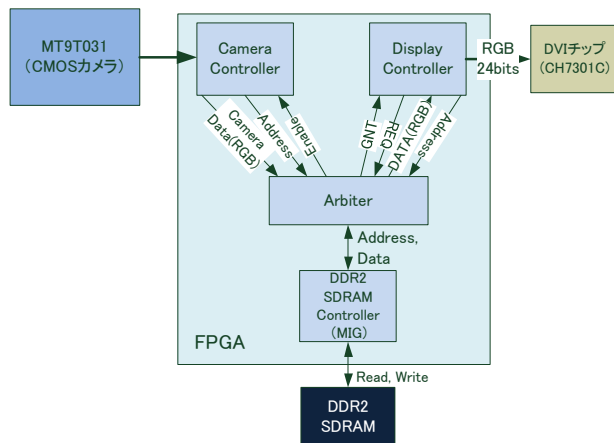 MT9T031
（CMOSカメラ）
Camera
Controller
Display
Controller
RGB
24bits
DVIチップ
（CH7301C）
Camera
Data(RGB)
Address
Enable
GNT
REQ
DATA(RGB)
Address
Arbiter
Address,
Data
DDR2
SDRAM
Controller
（MIG）
FPGA
Read, Write
DDR2
SDRAM